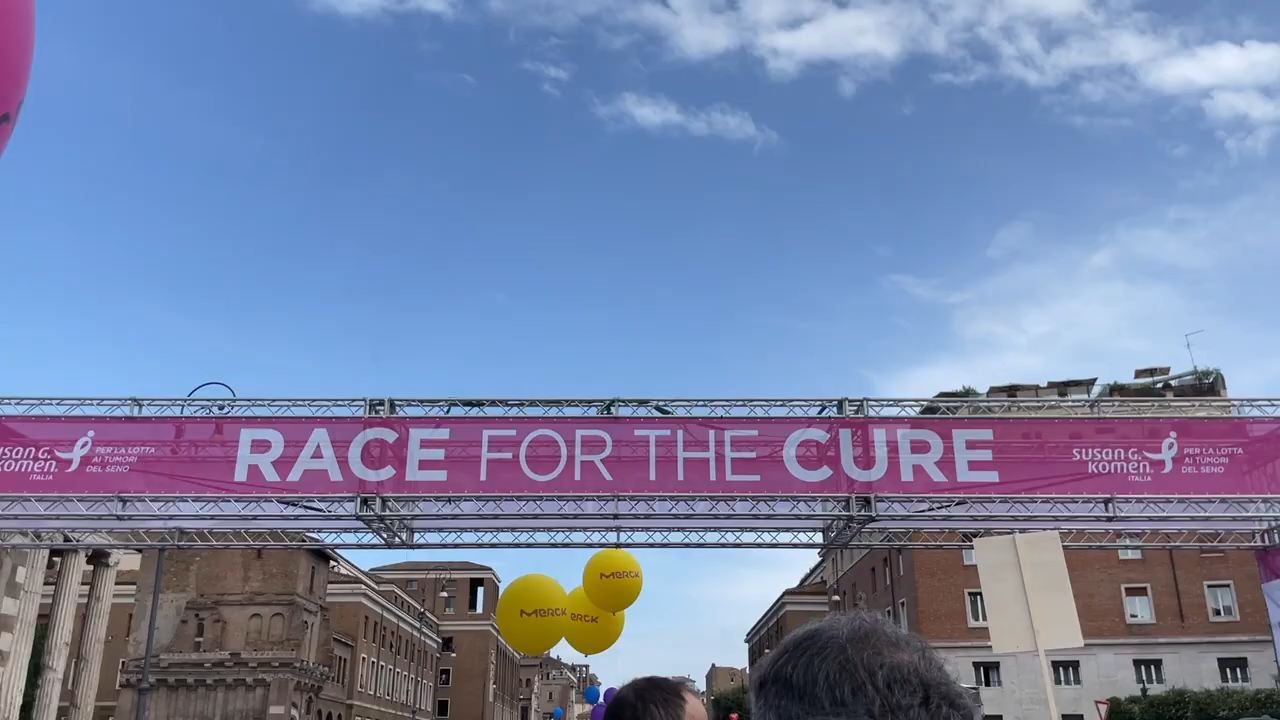 susan g.
komen.
ITALIA
PER LA LOTTA
AI TUMORI
DEL SENO
RACE FOR THE CURE
susan g.
komen.
ITALIA
PER LA LOTTA
AI TUMORI
DEL SENO
MERCK
MERCK
ERCK